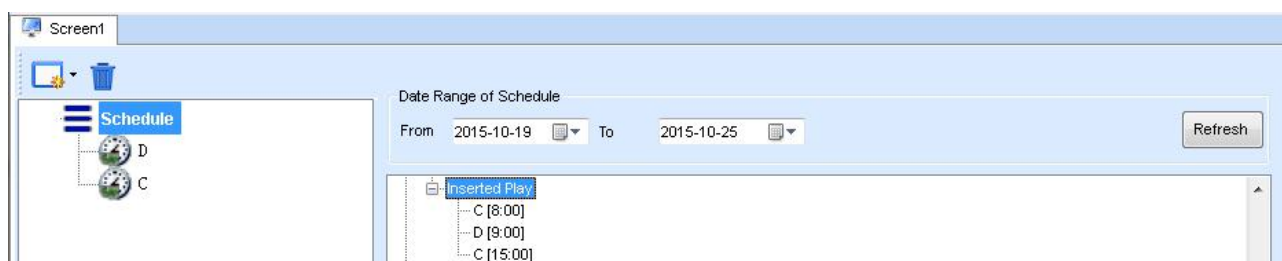 Screen1
Schedule
D
C
Date Range of Schedule
From 2015-10-19 To 2015-10-25 Refresh
Inserted Play
C [8:00]
D [9:00]
C [15:00]